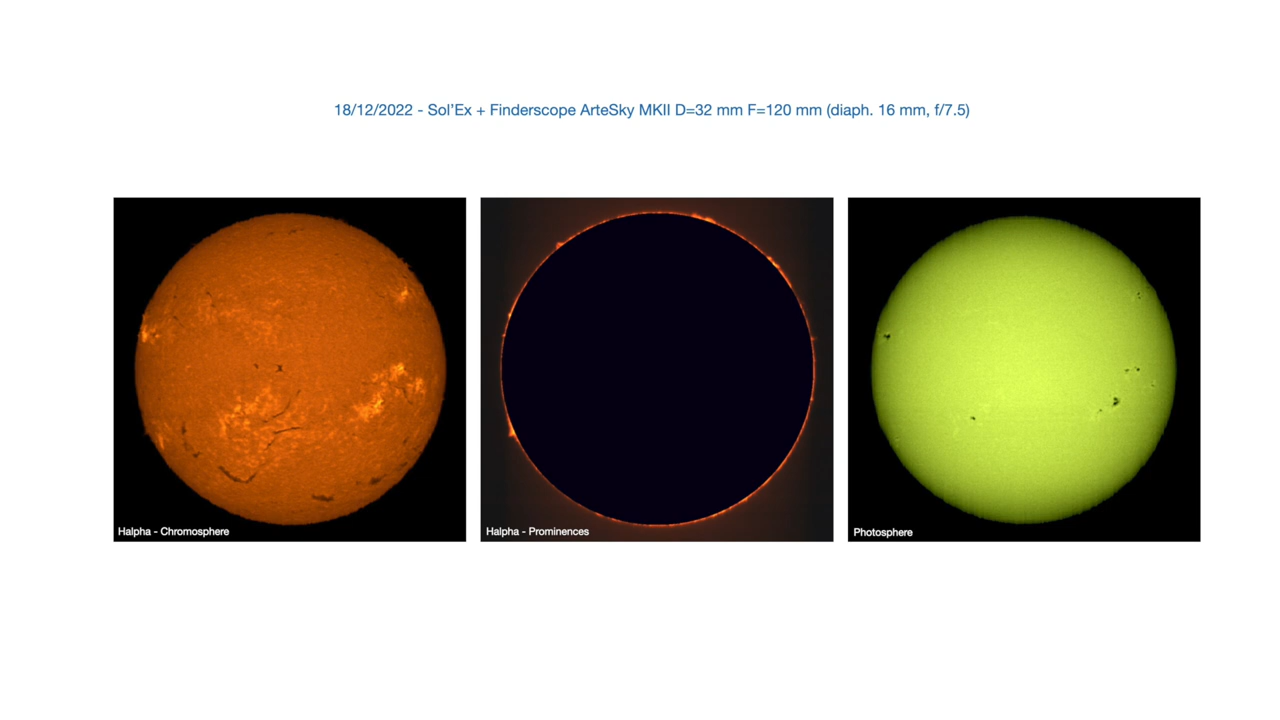 18/12/2022 - Sol'Ex + Finderscope ArteSky MKII D=32 mm F=120 mm (diaph. 16 mm, f/7.5)
Halpha - Chromosphere
Halpha - Prominences
Photosphere